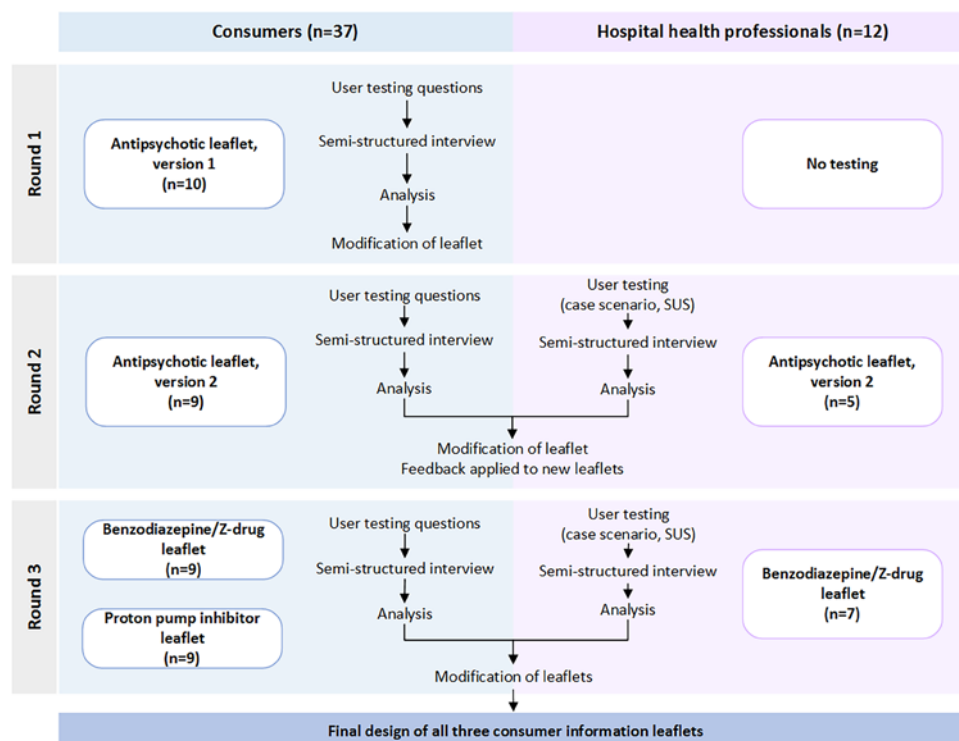 Consumers (n=37)
Hospital health professionals (n=12)
Round 1
Antipsychotic leaflet,
version 1
(n=10)
User testing questions
Semi-structured interview
Analysis
Modification of leaflet
No testing
Round 2
Antipsychotic leaflet,
version 2
(n=9)
User testing questions
Semi-structured interview
Analysis
User testing
(case scenario, SUS)
Semi-structured interview
Analysis
Antipsychotic leaflet,
version 2
(n=5)
Modification of leaflet
Feedback applied to new leaflets
Round 3
Benzodiazepine/Z-drug
leaflet
(n=9)
Proton pump inhibitor
leaflet
(n=9)
User testing questions
Semi-structured interview
Analysis
User testing
(case scenario, SUS)
Semi-structured interview
Analysis
Benzodiazepine/Z-drug
leaflet
(n=7)
Modification of leaflets
Final design of all three consumer information leaflets